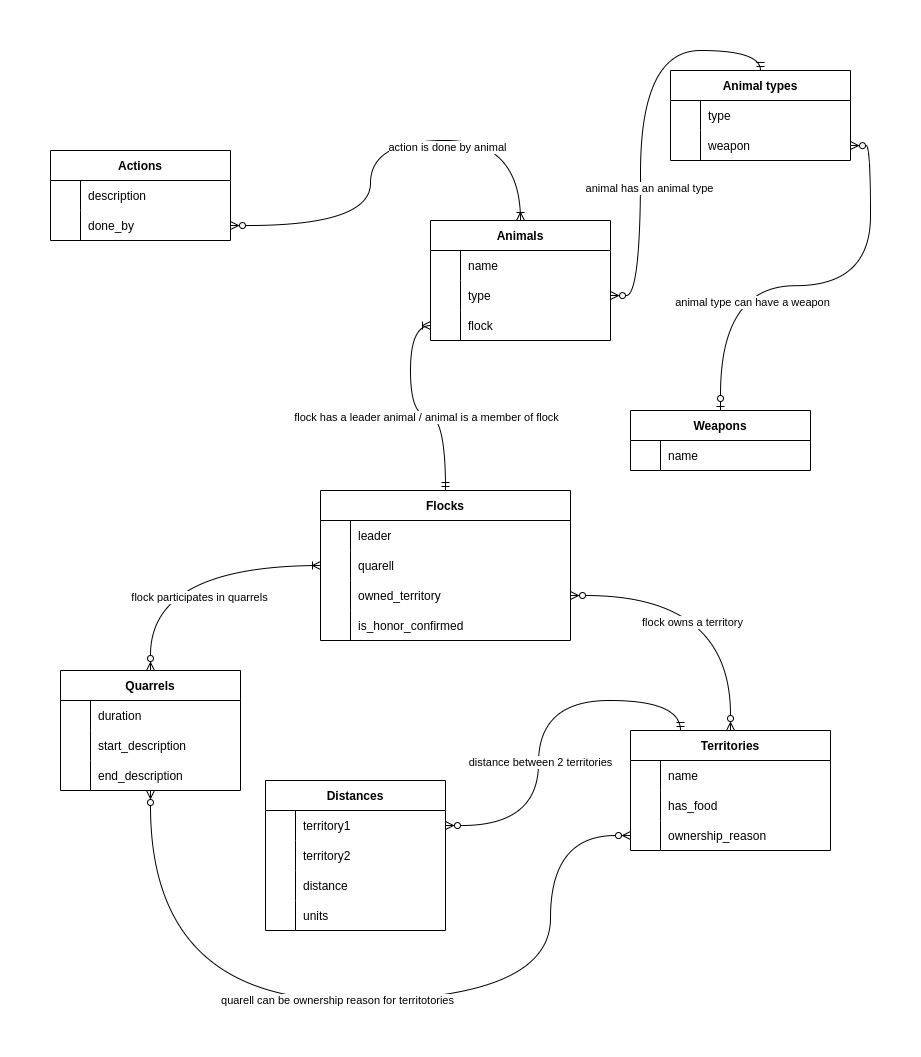 Animal types
type
weapon
action is done by animal
Actions
description
done_by
animal has an animal type
Animals
name
type
flock
animal type can have a weapon
flock has a leader animal / animal is a member of flock
Weapons
name
Flocks
leader
quarell
owned_territory
is_honor_confirmed
flock participates in quarrels
flock owns a territory
Quarrels
duration
start_description
end_description
distance between 2 territories
Territories
name
has_food
ownership_reason
Distances
territory1
territory2
distance
units
quarell can be ownership reason for territotories